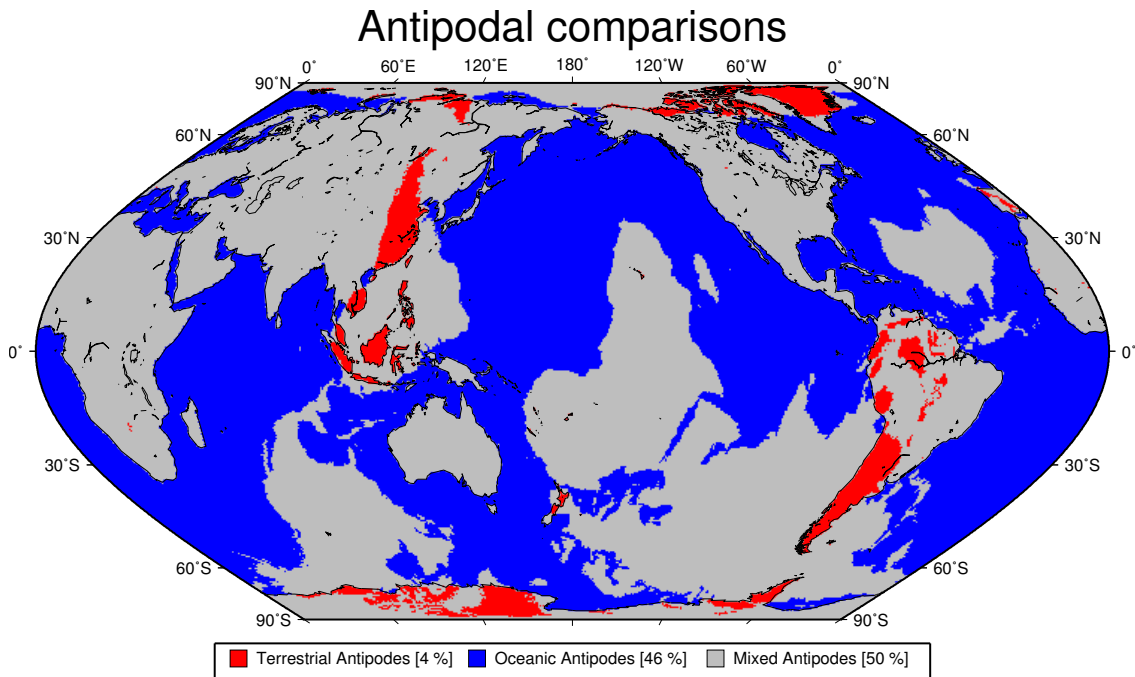 Antipodal comparisons
0˚ 60˚E 120˚E 180˚ 120˚W 60˚W 0˚
90˚N 90˚N
60˚N 60˚N
30˚N 30˚N
0˚ 0˚
30˚S 30˚S
60˚S 60˚S
90˚S 90˚S
Terrestrial Antipodes [4 %] Oceanic Antipodes [46 %] Mixed Antipodes [50 %]